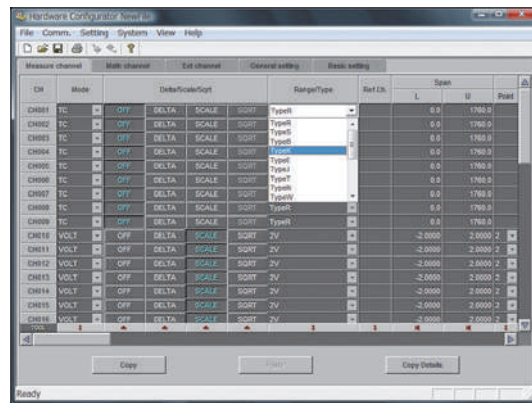 Hardware Configurator NewFile
File Comm. Setting System View Help
Measure channel Math channel Ext channel General setting Basic setting
CH Mode Delta/Scale/Sqrt Range/Type Ref.Ch. Span
L U Point
CH001 TC OFF DELTA SCALE SQRT TypeR 0.0 1760.0
CH002 TC OFF DELTA SCALE SQRT TypeR 0.0 1760.0
CH003 TC OFF DELTA SCALE SQRT TypeS 0.0 1760.0
TypeB
CH004 TC OFF DELTA SCALE SQRT TypeK 0.0 1760.0
CH005 TC OFF DELTA SCALE SQRT TypeE 0.0 1760.0
TypeJ
CH006 TC OFF DELTA SCALE SQRT TypeT 0.0 1760.0
CH007 TC OFF DELTA SCALE SQRT TypeN 0.0 1760.0
TypeW
CH008 TC OFF DELTA SCALE SQRT TypeR 0.0 1760.0
CH009 TC OFF DELTA SCALE SQRT TypeR 0.0 1760.0
CH010 VOLT OFF DELTA SCALE SQRT 2V -2.0000 2.0000 2
CH011 VOLT OFF DELTA SCALE SQRT 2V -2.0000 2.0000 2
CH012 VOLT OFF DELTA SCALE SQRT 2V -2.0000 2.0000 2
CH013 VOLT OFF DELTA SCALE SQRT 2V -2.0000 2.0000 2
CH014 VOLT OFF DELTA SCALE SQRT 2V -2.0000 2.0000 2
CH015 VOLT OFF DELTA SCALE SQRT 2V -2.0000 2.0000 2
CH016 VOLT OFF DELTA SCALE SQRT 2V -2.0000 2.0000 2
TOOL
Copy Paste Copy Details
Ready